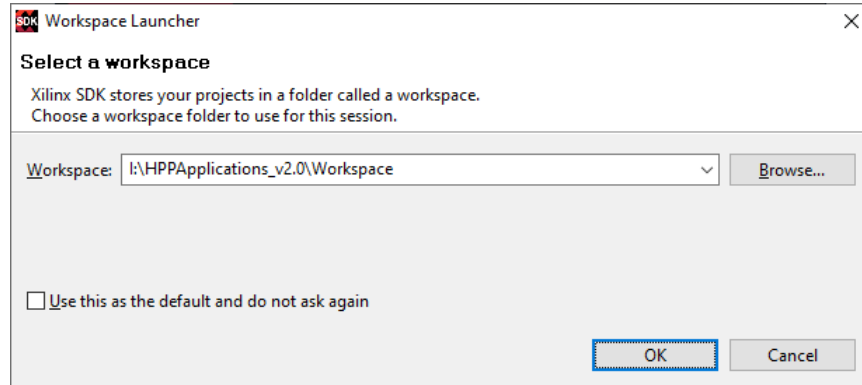 SDK Workspace Launcher
Select a workspace
Xilinx SDK stores your projects in a folder called a workspace.
Choose a workspace folder to use for this session.
Workspace: I:\HPPApplications_v2.0\Workspace Browse...
Use this as the default and do not ask again
OK Cancel